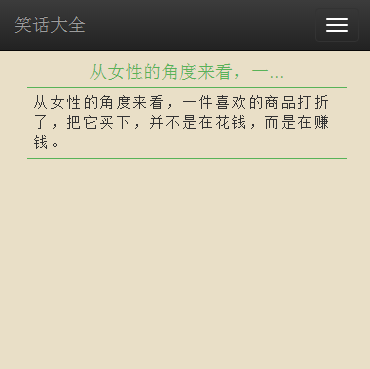 笑话大全
从女性的角度来看，一...
从女性的角度来看，一件喜欢的商品打折
了，把它买下，并不是在花钱，而是在赚
钱。